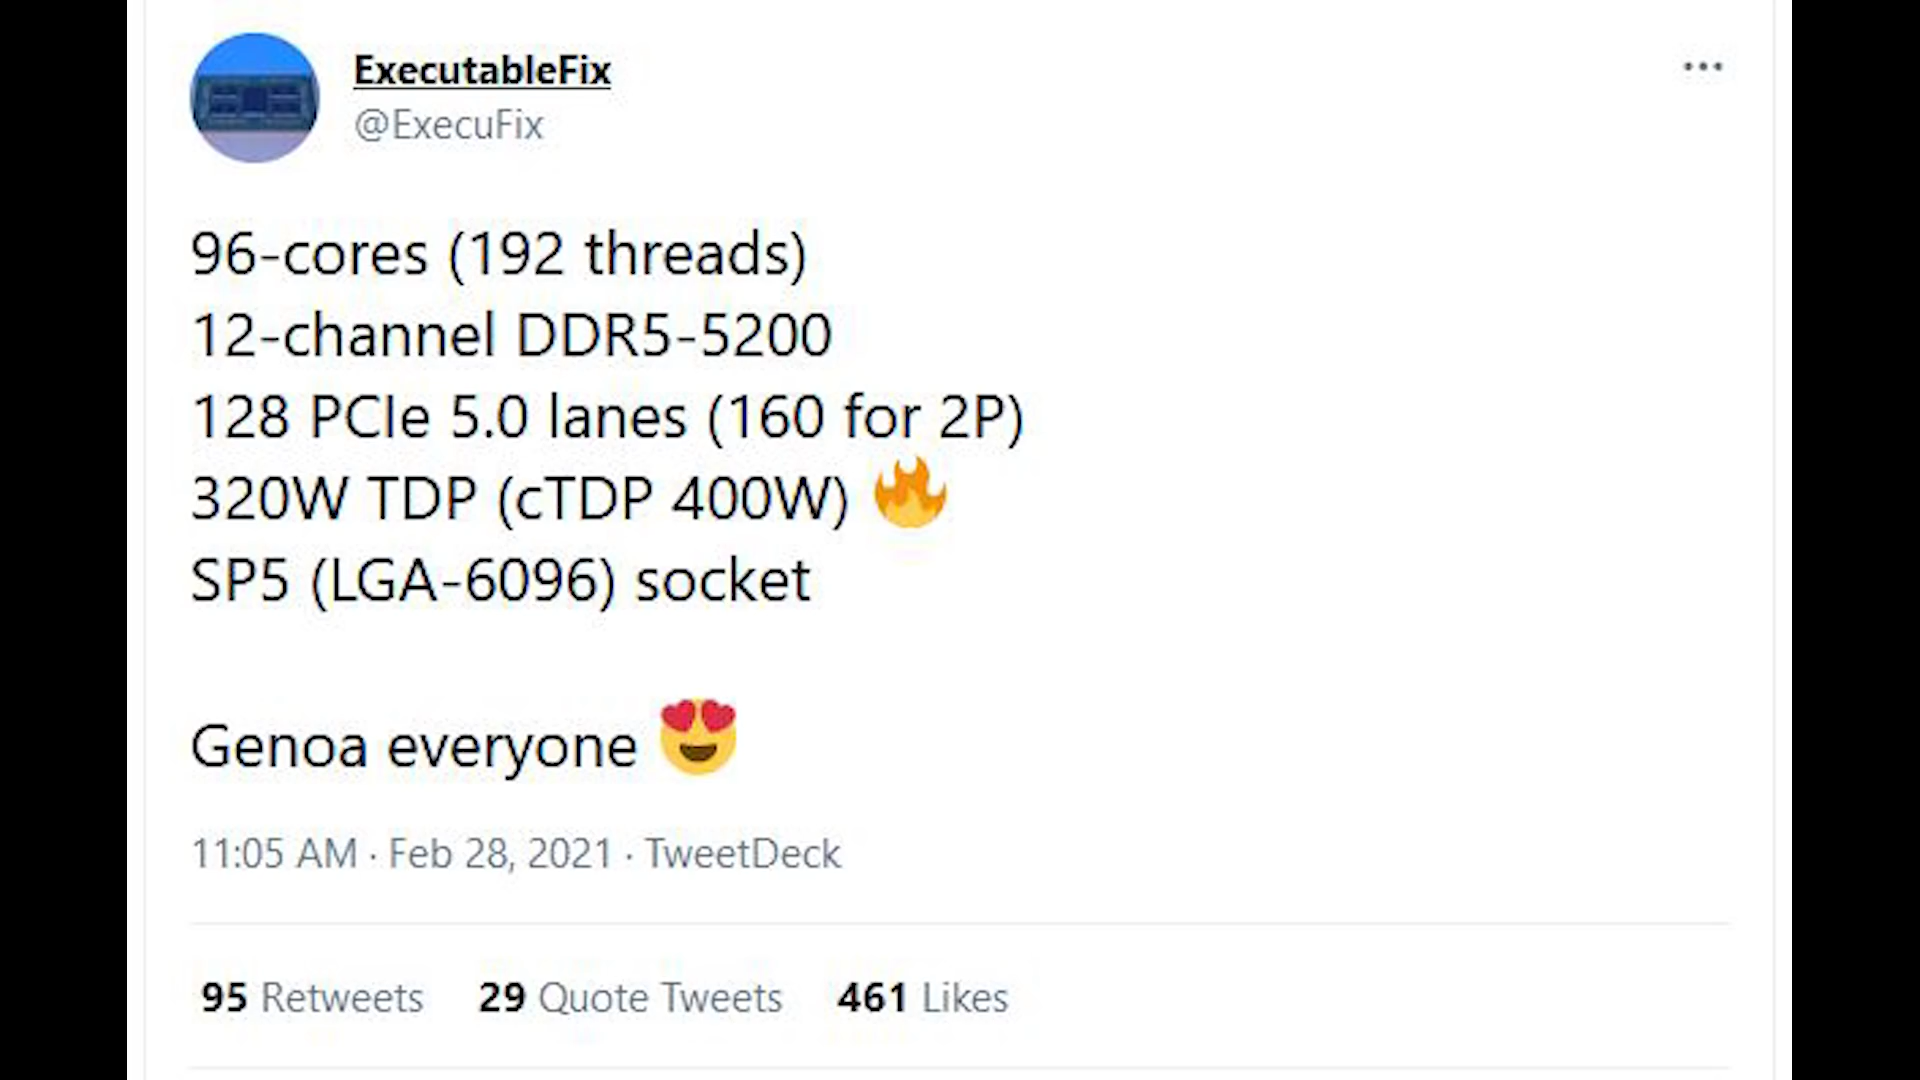 ExecutableFix
@ExecuFix
96-cores (192 threads)
12-channel DDR5-5200
128 PCIe 5.0 lanes (160 for 2P)
320W TDP (cTDP 400W) 🔥
SP5 (LGA-6096) socket
Genoa everyone 😍
11:05 AM · Feb 28, 2021 · TweetDeck
95 Retweets 29 Quote Tweets 461 Likes